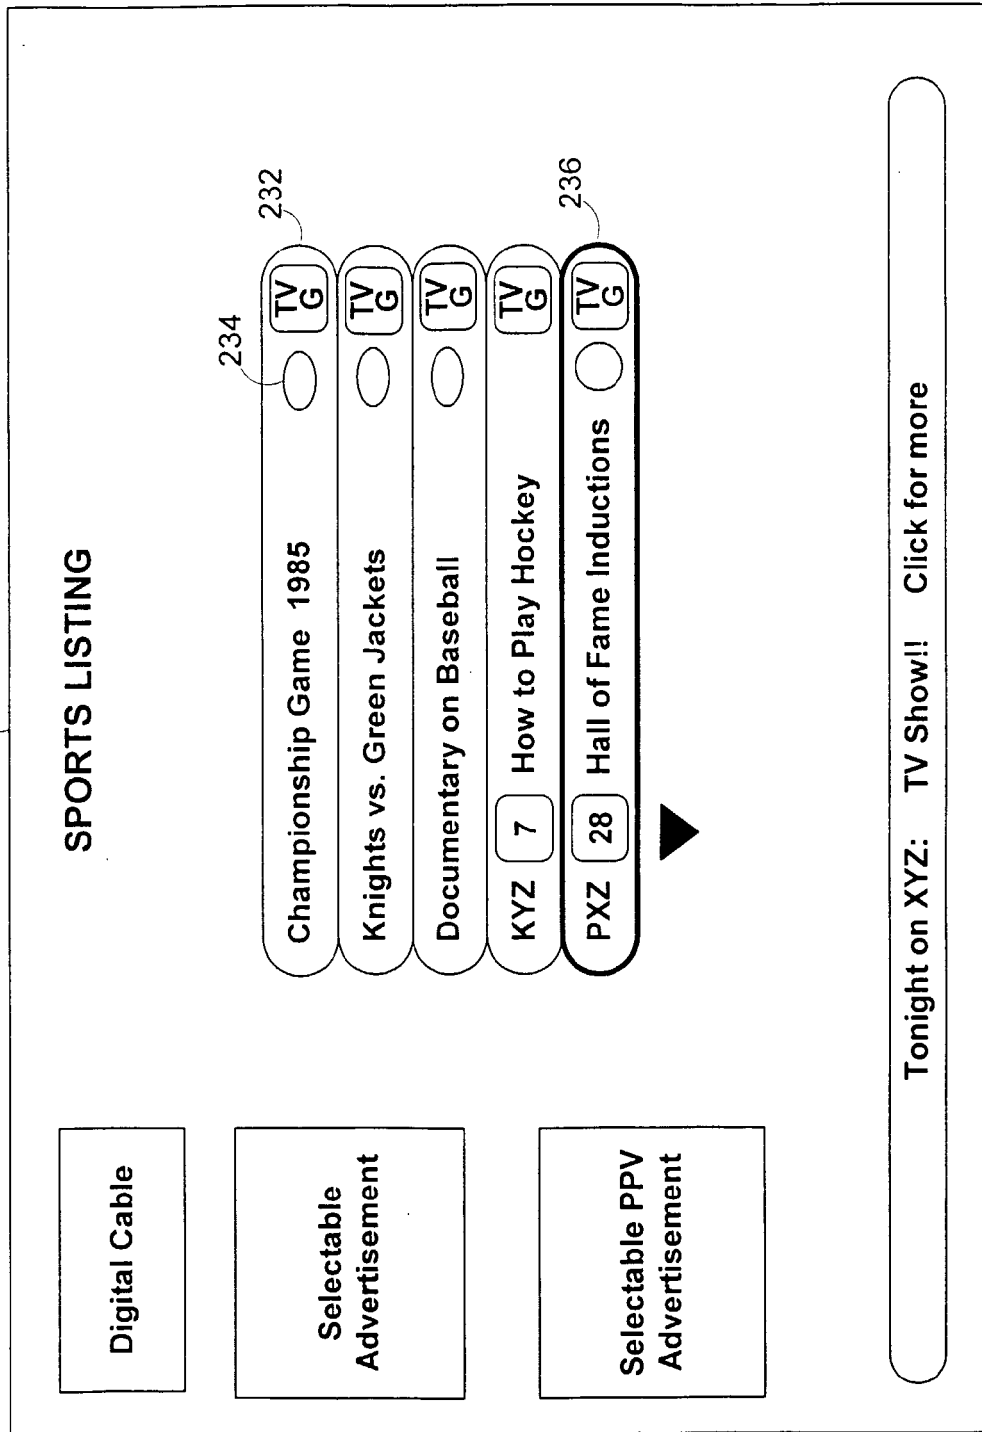 SPORTS LISTING
Digital Cable
Selectable
Advertisement
Selectable PPV
Advertisement
234
232
Championship Game 1985 TV G
Knights vs. Green Jackets TV G
Documentary on Baseball TV G
KYZ 7 How to Play Hockey TV G
PXZ 28 Hall of Fame Inductions TV G
236
Tonight on XYZ: TV Show!! Click for more